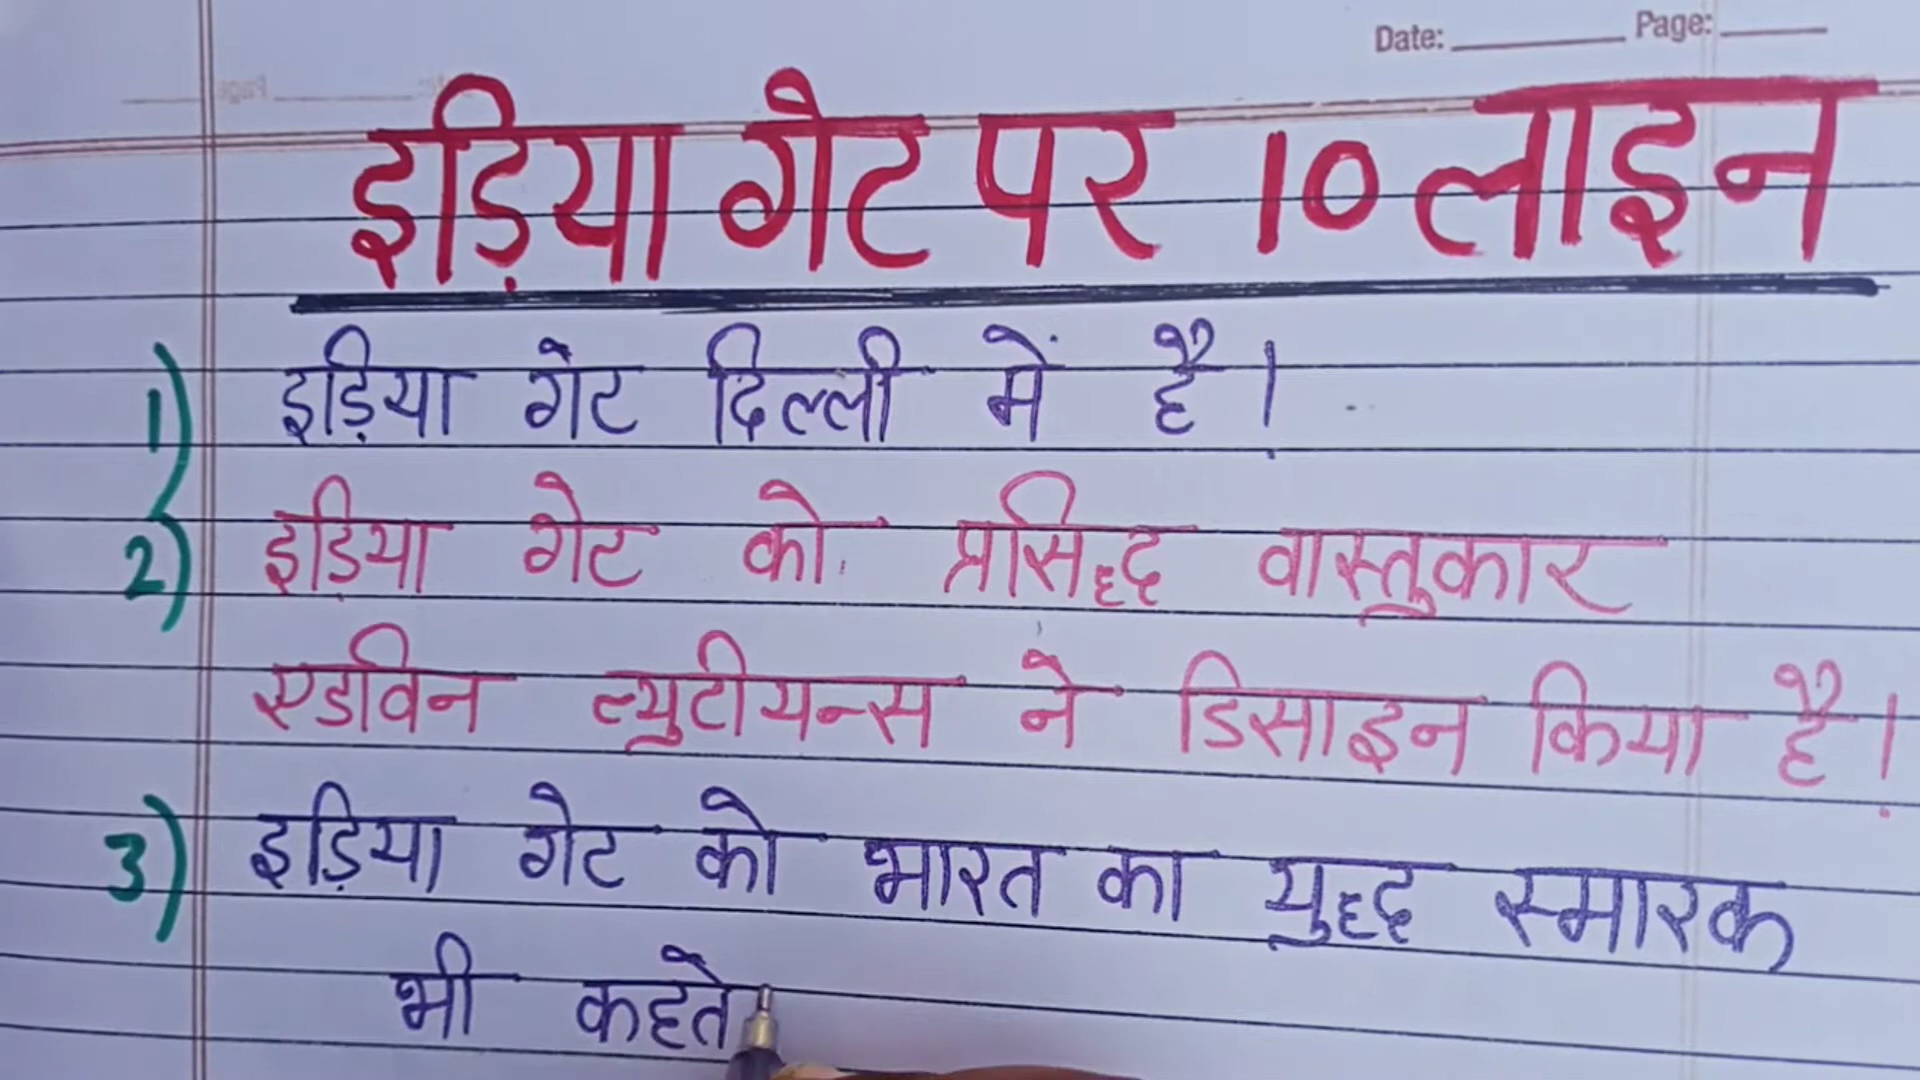 Date: Page:
इड़िया गेट पर 10 लाइन
1) इड़िया गेट दिल्ली में है।
2) इड़िया गेट को प्रसिद्ध वास्तुकार
एडविन ल्युटीयन्स ने डिसाइन किया है।
3) इड़िया गेट को भारत का युद्ध स्मारक
भी कहते